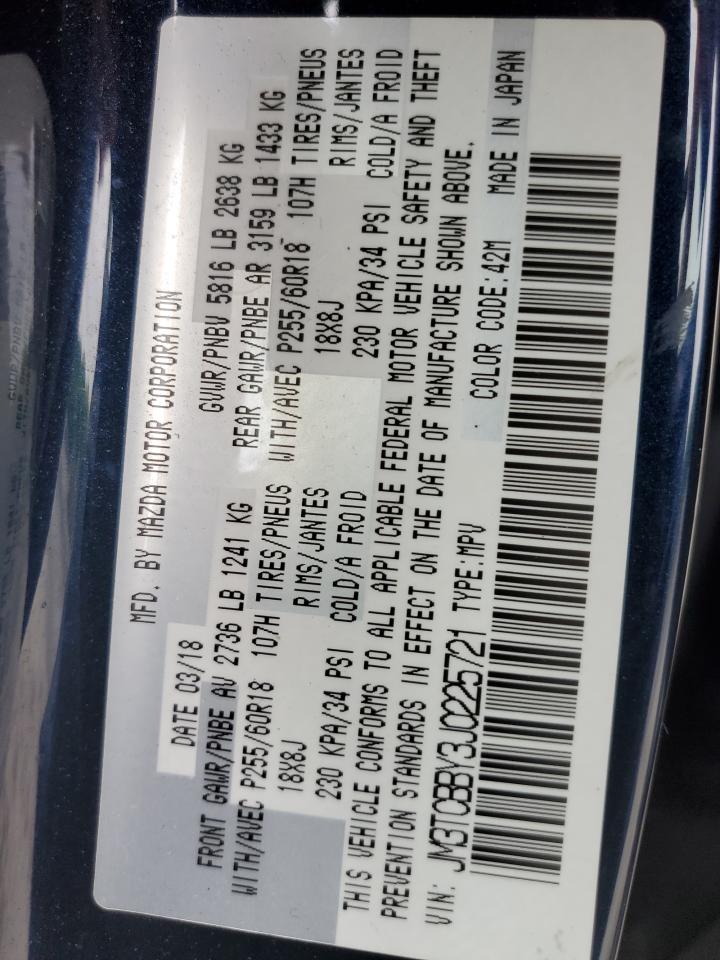 MFD. BY MAZDA MOTOR CORPORATION
DATE 03/18 GVWR/PNBV 5816 LB 2638 KG
FRONT GAWR/PNBE AV 2736 LB 1241 KG REAR GAWR/PNBE AR 3159 LB 1433 KG
WITH/AVEC P255/60R18 107H TIRES/PNEUS WITH/AVEC P255/60R18 107H TIRES/PNEUS
18X8J RIMS/JANTES 18X8J RIMS/JANTES
230 KPA/34 PSI COLD/A FROID 230 KPA/34 PSI COLD/A FROID
THIS VEHICLE CONFORMS TO ALL APPLICABLE FEDERAL MOTOR VEHICLE SAFETY AND THEFT
PREVENTION STANDARDS IN EFFECT ON THE DATE OF MANUFACTURE SHOWN ABOVE.
VIN: JM3TCBBY3J0225721 TYPE:MPV COLOR CODE:42M MADE IN JAPAN